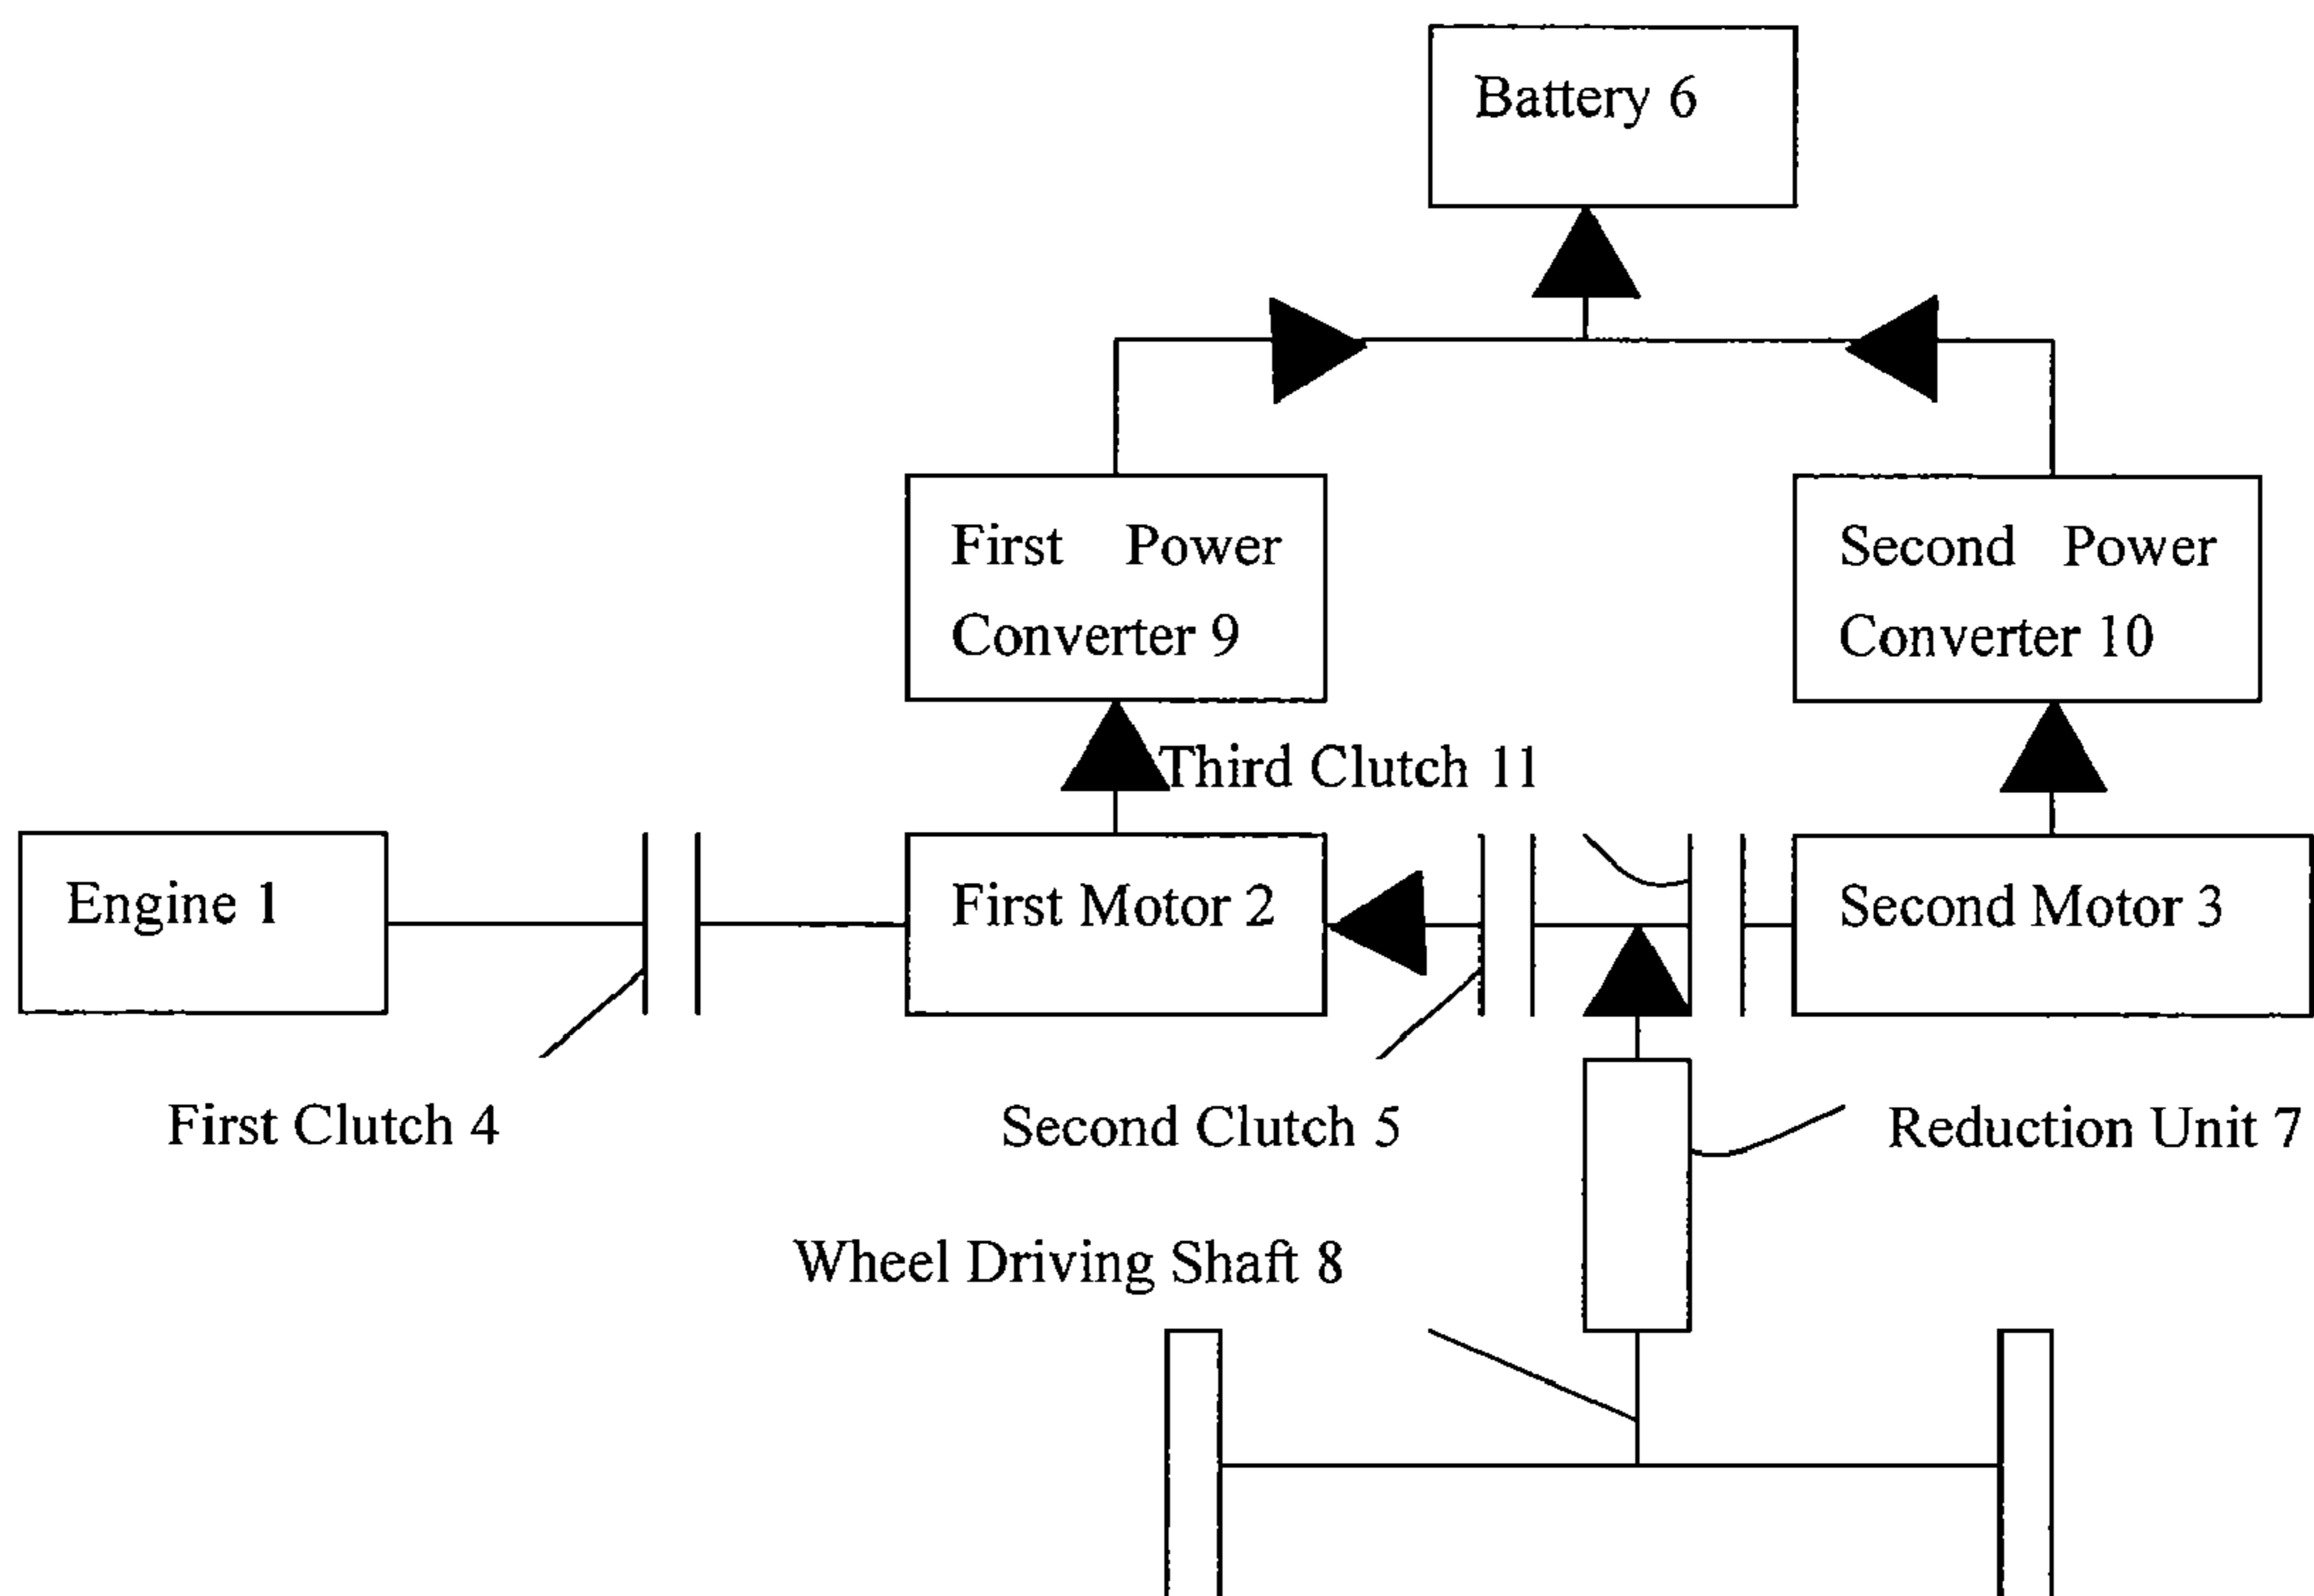 Battery 6
First Power
Converter 9
Second Power
Converter 10
Third Clutch 11
Engine 1
First Motor 2
Second Motor 3
First Clutch 4
Second Clutch 5
Reduction Unit 7
Wheel Driving Shaft 8